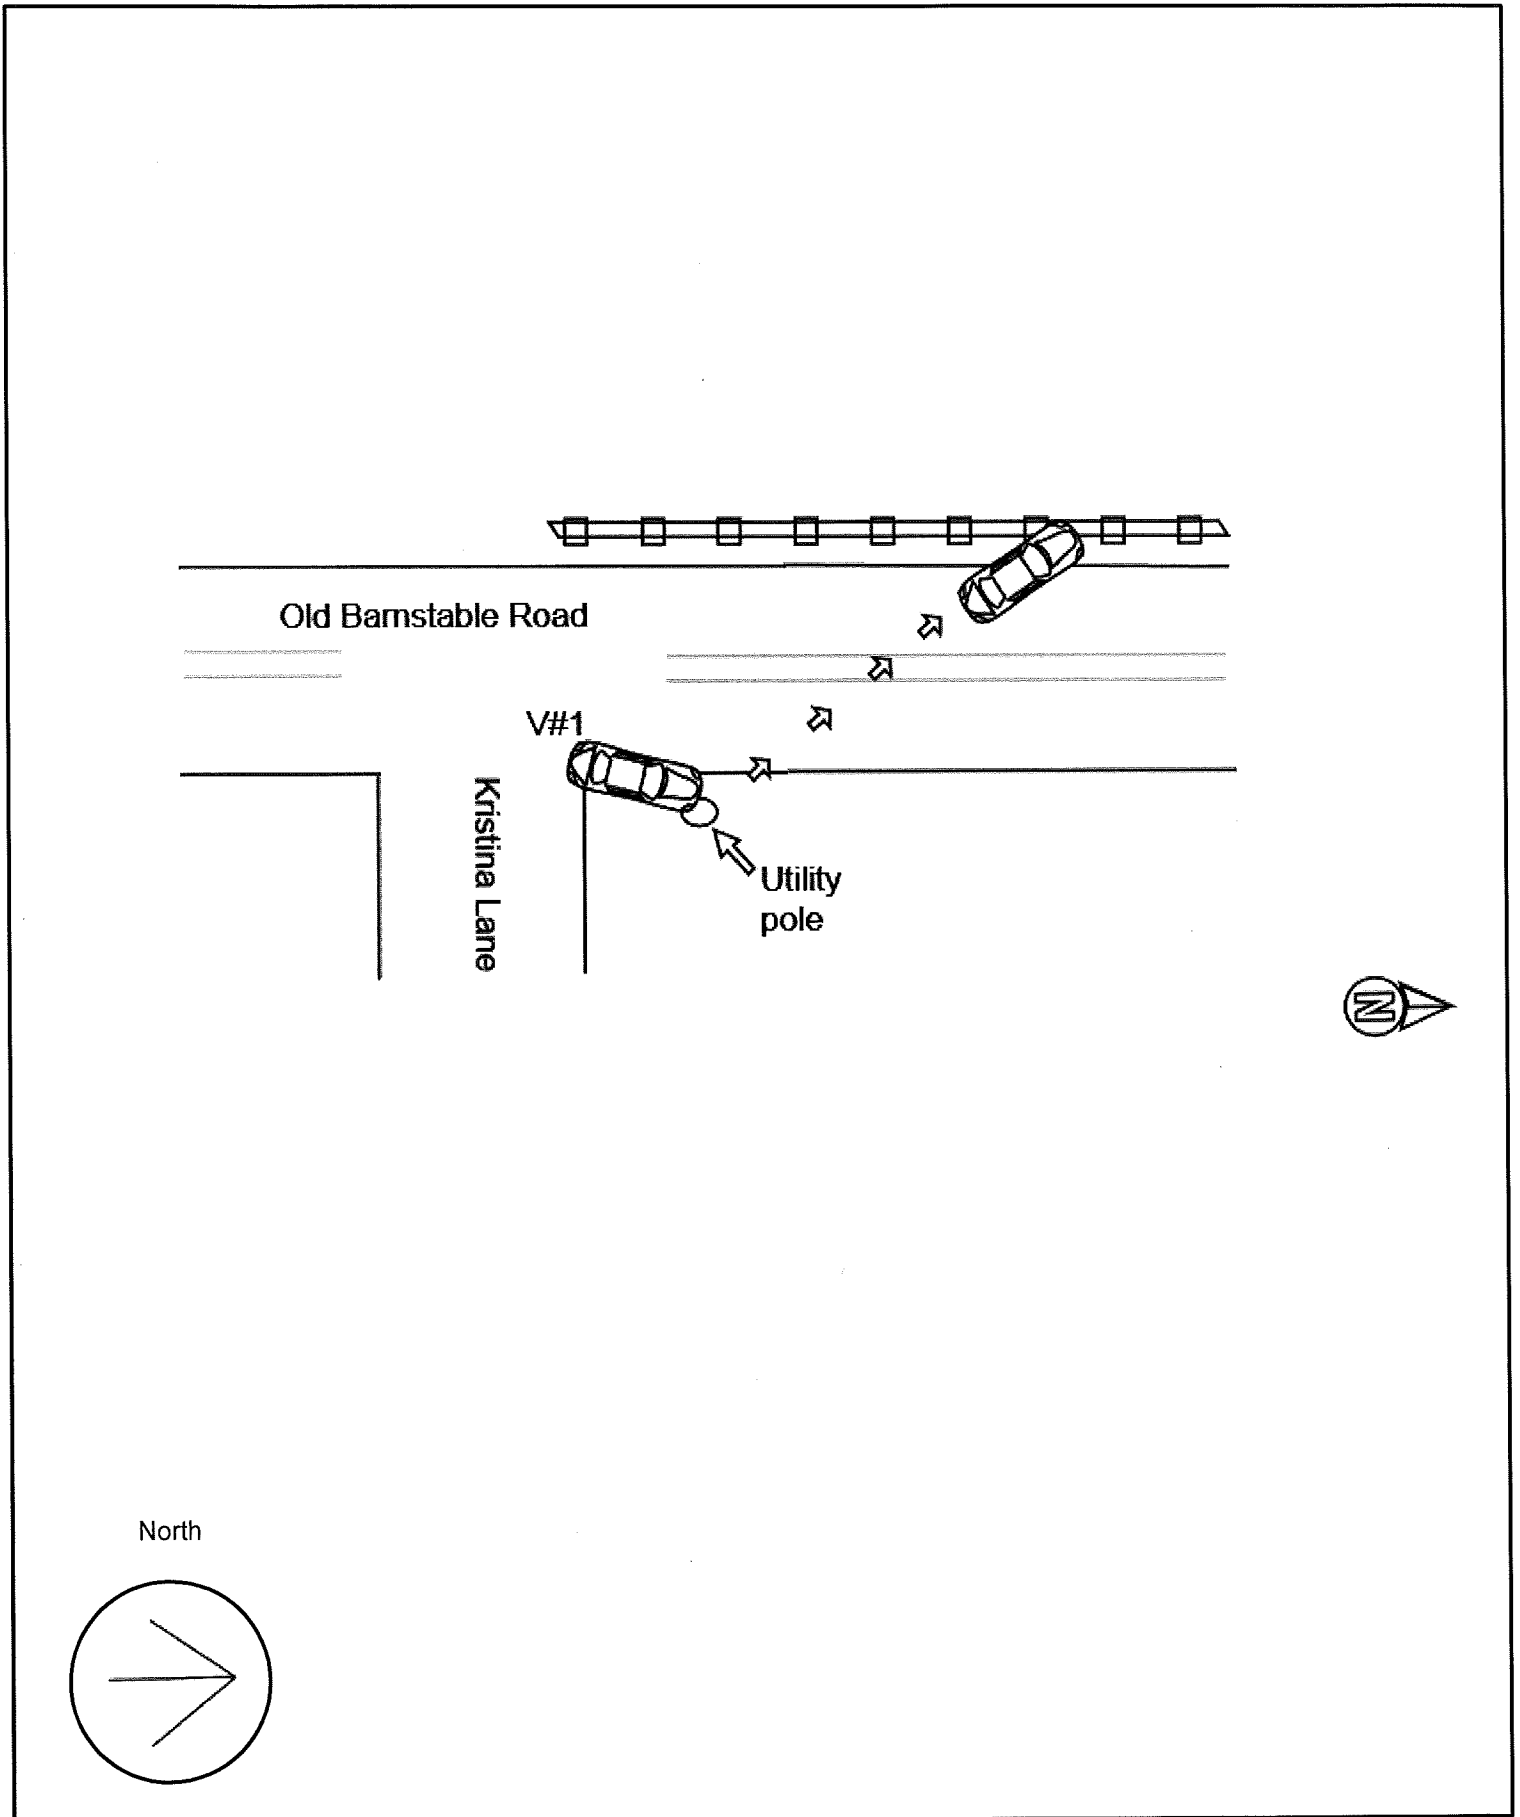 Old Barnstable Road
V#1
Kristina Lane
Utility
pole
N
North